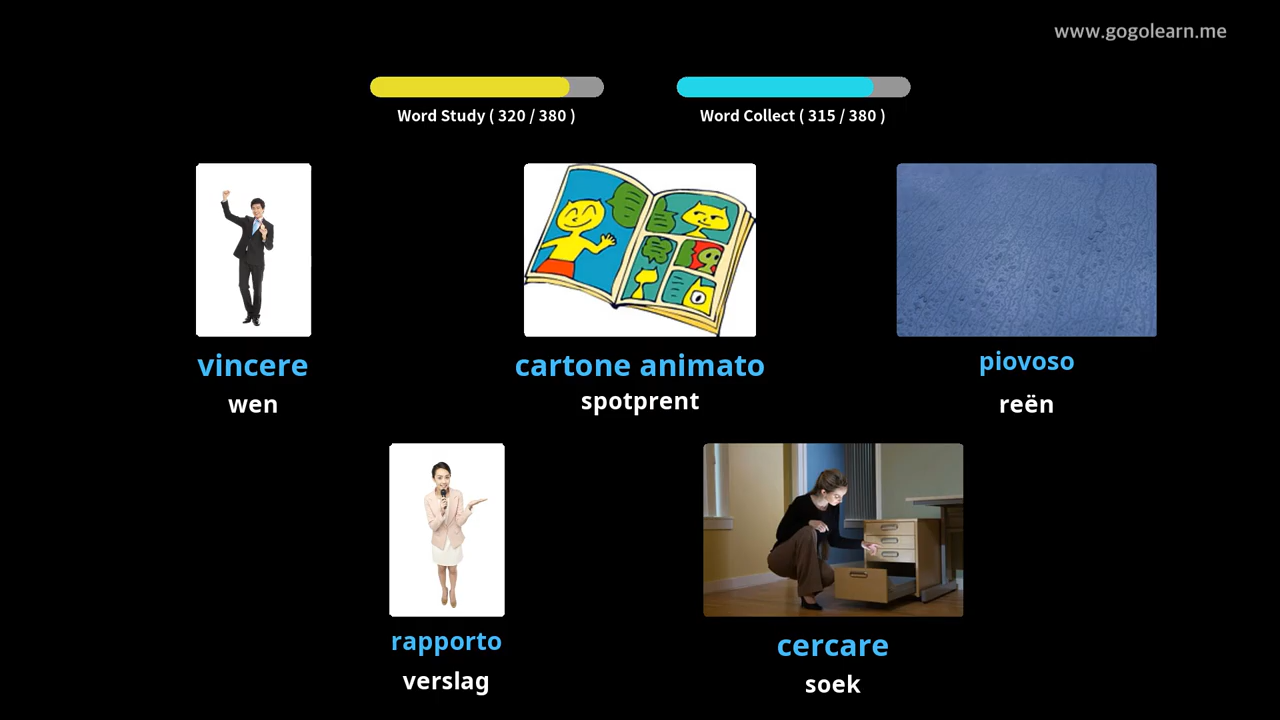 www.gogolearn.me
Word Study ( 320 / 380 )
Word Collect ( 315 / 380 )
vincere
wen
cartone animato
spotprent
piovoso
reën
rapporto
verslag
cercare
soek